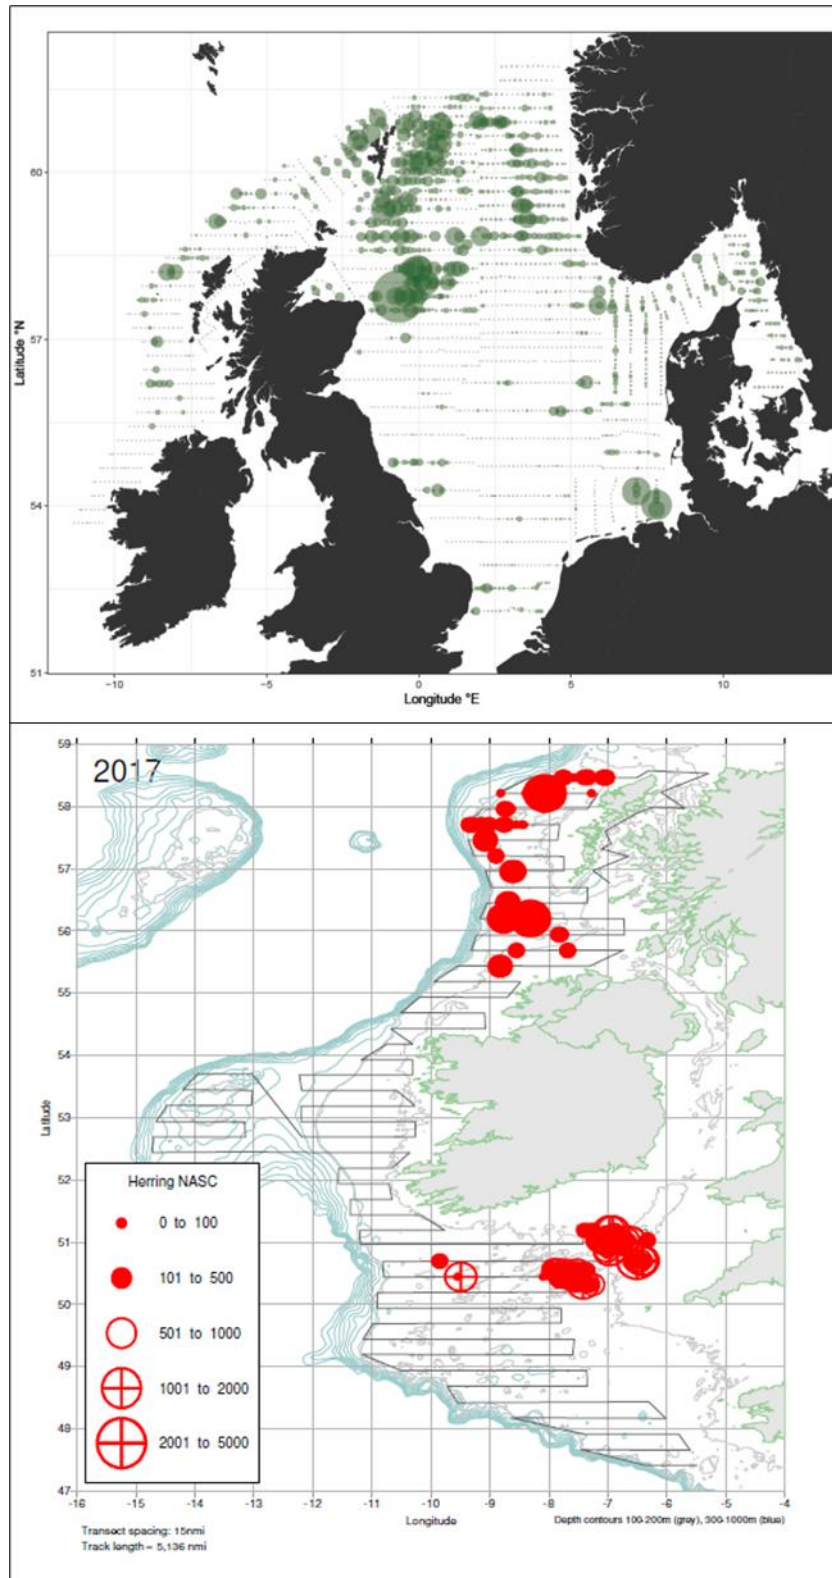 60
57
54
51
Latitude °N
−10
−5
0
5
10
Longitude °E
2017
59
58
57
56
55
54
53
52
51
50
49
48
47
Latitude
Herring NASC
0 to 100
101 to 500
501 to 1000
1001 to 2000
2001 to 5000
-16 -15 -14 -13 -12 -11 -10 -9 -8 -7 -6 -5 -4
Longitude
Transect spacing: 15nmi
Track length = 5,136 nmi
Depth contours 100-200m (grey), 300-1000m (blue)